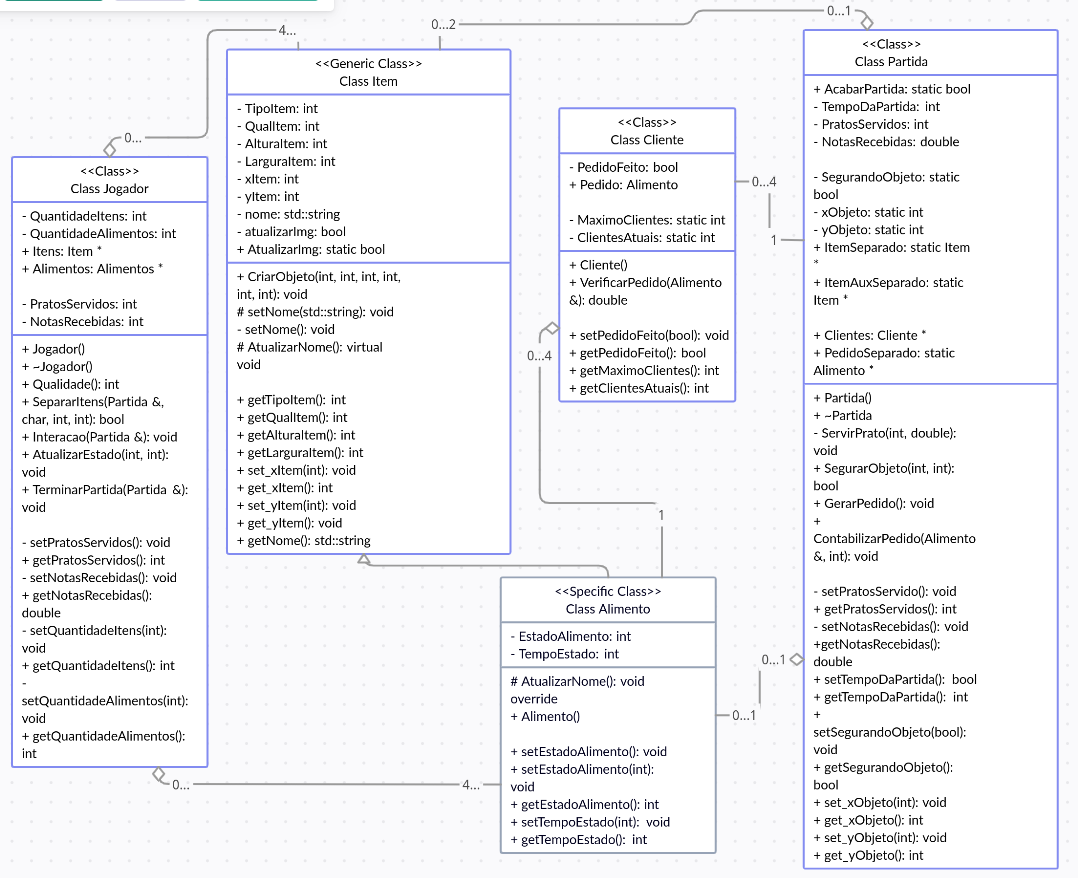 4...
0...2
0...1
0...
<<Class>>
Class Jogador
- QuantidadeItens: int
- QuantidadeAlimentos: int
+ Itens: Item *
+ Alimentos: Alimentos *
- PratosServidos: int
- NotasRecebidas: int
+ Jogador()
+ ~Jogador()
+ Qualidade(): int
+ SepararItens(Partida &,
char, int, int): bool
+ Interacao(Partida &): void
+ AtualizarEstado(int, int):
void
+ TerminarPartida(Partida &):
void
- setPratosServidos(): void
+ getPratosServidos(): int
- setNotasRecebidas(): void
+ getNotasRecebidas():
double
- setQuantidadeItens(int):
void
+ getQuantidadeItens(): int
-
setQuantidadeAlimentos(int):
void
+ getQuantidadeAlimentos():
int
<<Generic Class>>
Class Item
- TipoItem: int
- QualItem: int
- AlturaItem: int
- LarguraItem: int
- xItem: int
- yItem: int
- nome: std::string
- atualizarImg: bool
+ AtualizarImg: static bool
+ CriarObjeto(int, int, int, int,
int, int): void
# setNome(std::string): void
- setNome(): void
# AtualizarNome(): virtual
void
+ getTipoItem(): int
+ getQualItem(): int
+ getAlturaItem(): int
+ getLarguraItem(): int
+ set_xItem(int): void
+ get_xItem(): int
+ set_yItem(int): void
+ get_yItem(): void
+ getNome(): std::string
<<Class>>
Class Cliente
- PedidoFeito: bool
+ Pedido: Alimento
- MaximoClientes: static int
- ClientesAtuais: static int
+ Cliente()
+ VerificarPedido(Alimento
&): double
+ setPedidoFeito(bool): void
+ getPedidoFeito(): bool
+ getMaximoClientes(): int
+ getClientesAtuais(): int
0...4
1
0...4
1
<<Specific Class>>
Class Alimento
- EstadoAlimento: int
- TempoEstado: int
# AtualizarNome(): void
override
+ Alimento()
+ setEstadoAlimento(): void
+ setEstadoAlimento(int):
void
+ getEstadoAlimento(): int
+ setTempoEstado(int): void
+ getTempoEstado(): int
0...1
0...1
0...
4...
<<Class>>
Class Partida
+ AcabarPartida: static bool
- TempoDaPartida: int
- PratosServidos: int
- NotasRecebidas: double
- SegurandoObjeto: static
bool
- xObjeto: static int
- yObjeto: static int
+ ItemSeparado: static Item
*
+ ItemAuxSeparado: static
Item *
+ Clientes: Cliente *
+ PedidoSeparado: static
Alimento *
+ Partida()
+ ~Partida
- ServirPrato(int, double):
void
+ SegurarObjeto(int, int):
bool
+ GerarPedido(): void
+
ContabilizarPedido(Alimento
&, int): void
- setPratosServido(): void
+ getPratosServidos(): int
- setNotasRecebidas(): void
+getNotasRecebidas():
double
+ setTempoDaPartida(): bool
+ getTempoDaPartida(): int
+
setSegurandoObjeto(bool):
void
+ getSegurandoObjeto():
bool
+ set_xObjeto(int): void
+ get_xObjeto(): int
+ set_yObjeto(int): void
+ get_yObjeto(): int